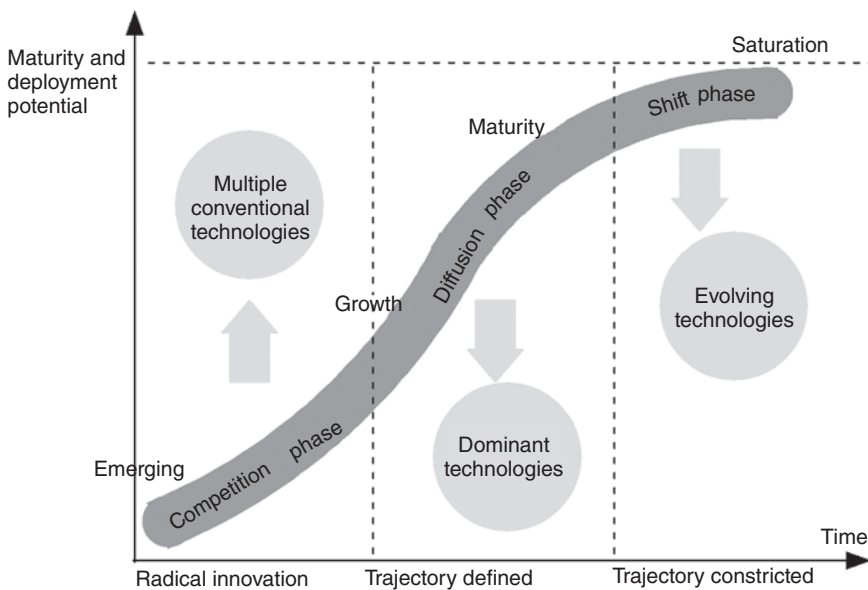 Maturity and
deployment
potential
Saturation
Shift phase
Maturity
Multiple
conventional
technologies
Diffusion phase
Growth
Evolving
technologies
Competition phase
Emerging
Dominant
technologies
Time
Radical innovation
Trajectory defined
Trajectory constricted